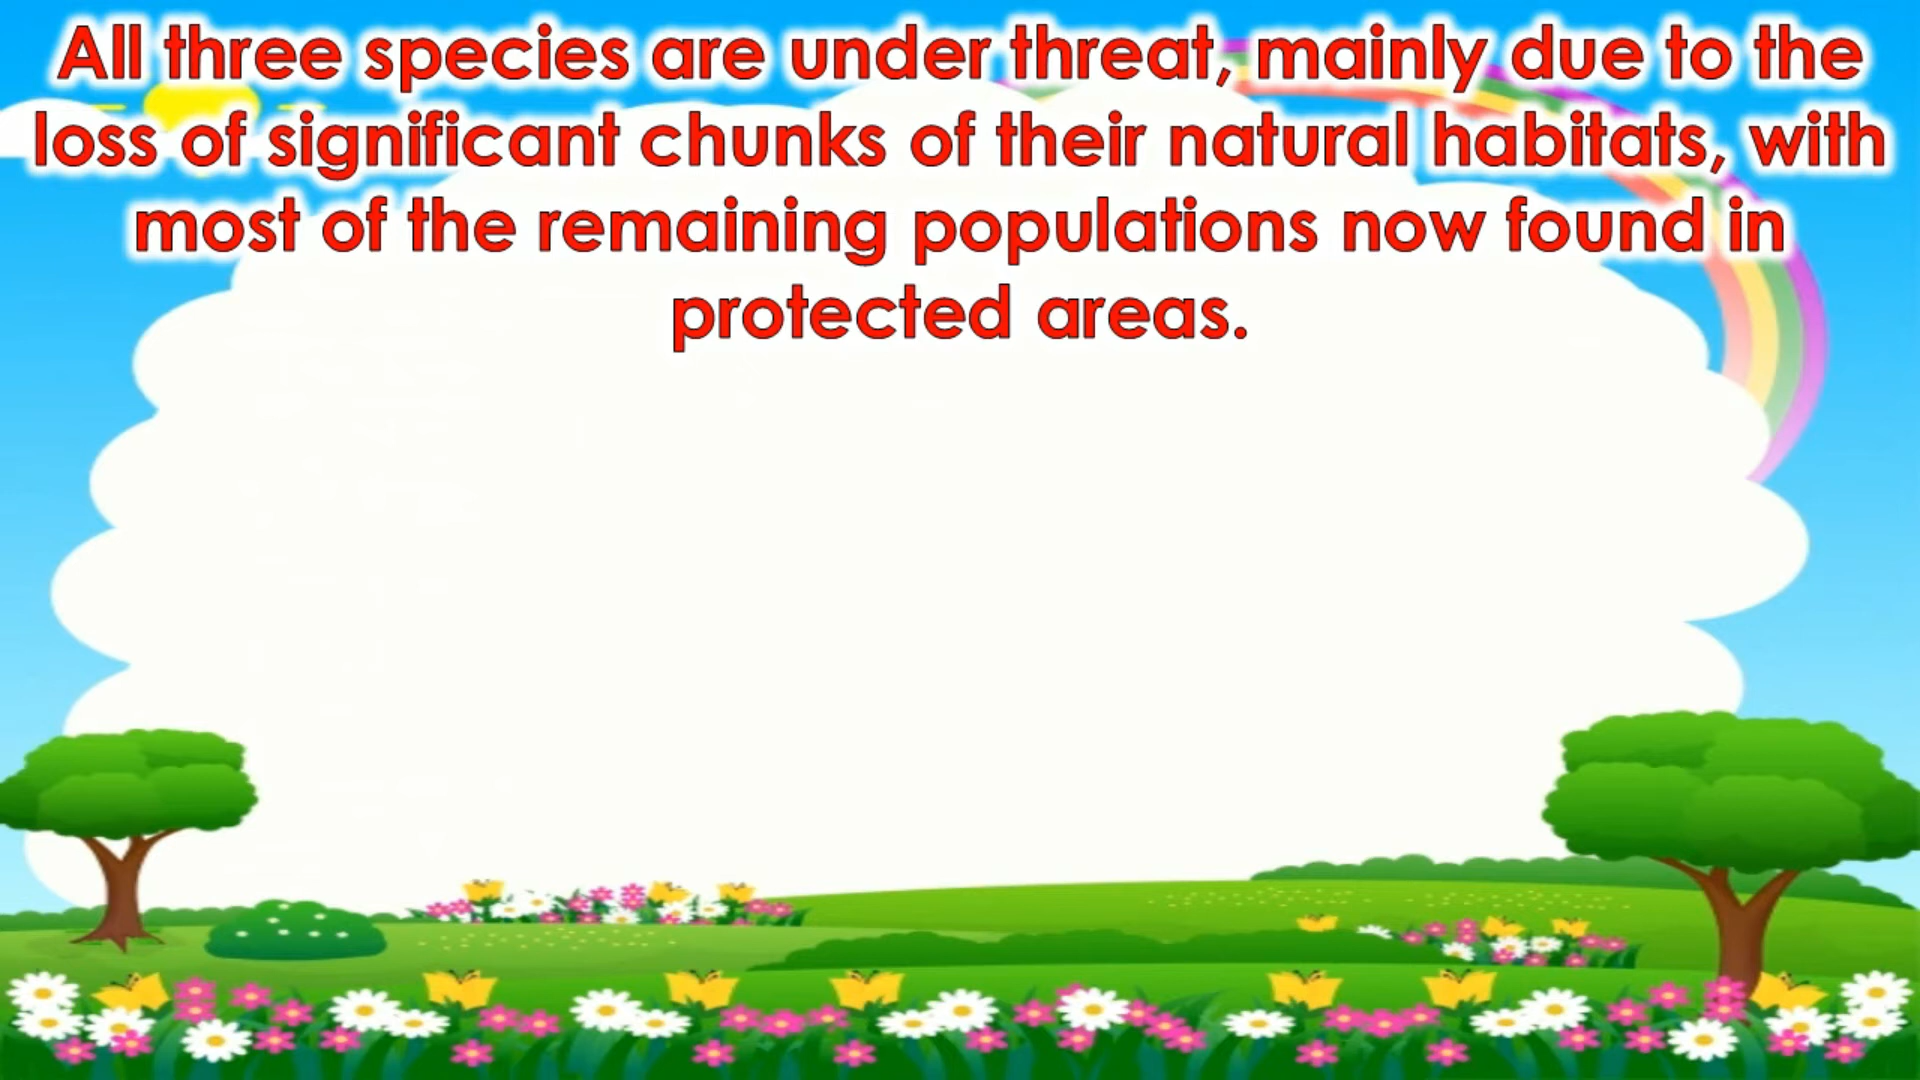 All three species are under threat, mainly due to the
loss of significant chunks of their natural habitats, with
most of the remaining populations now found in
protected areas.